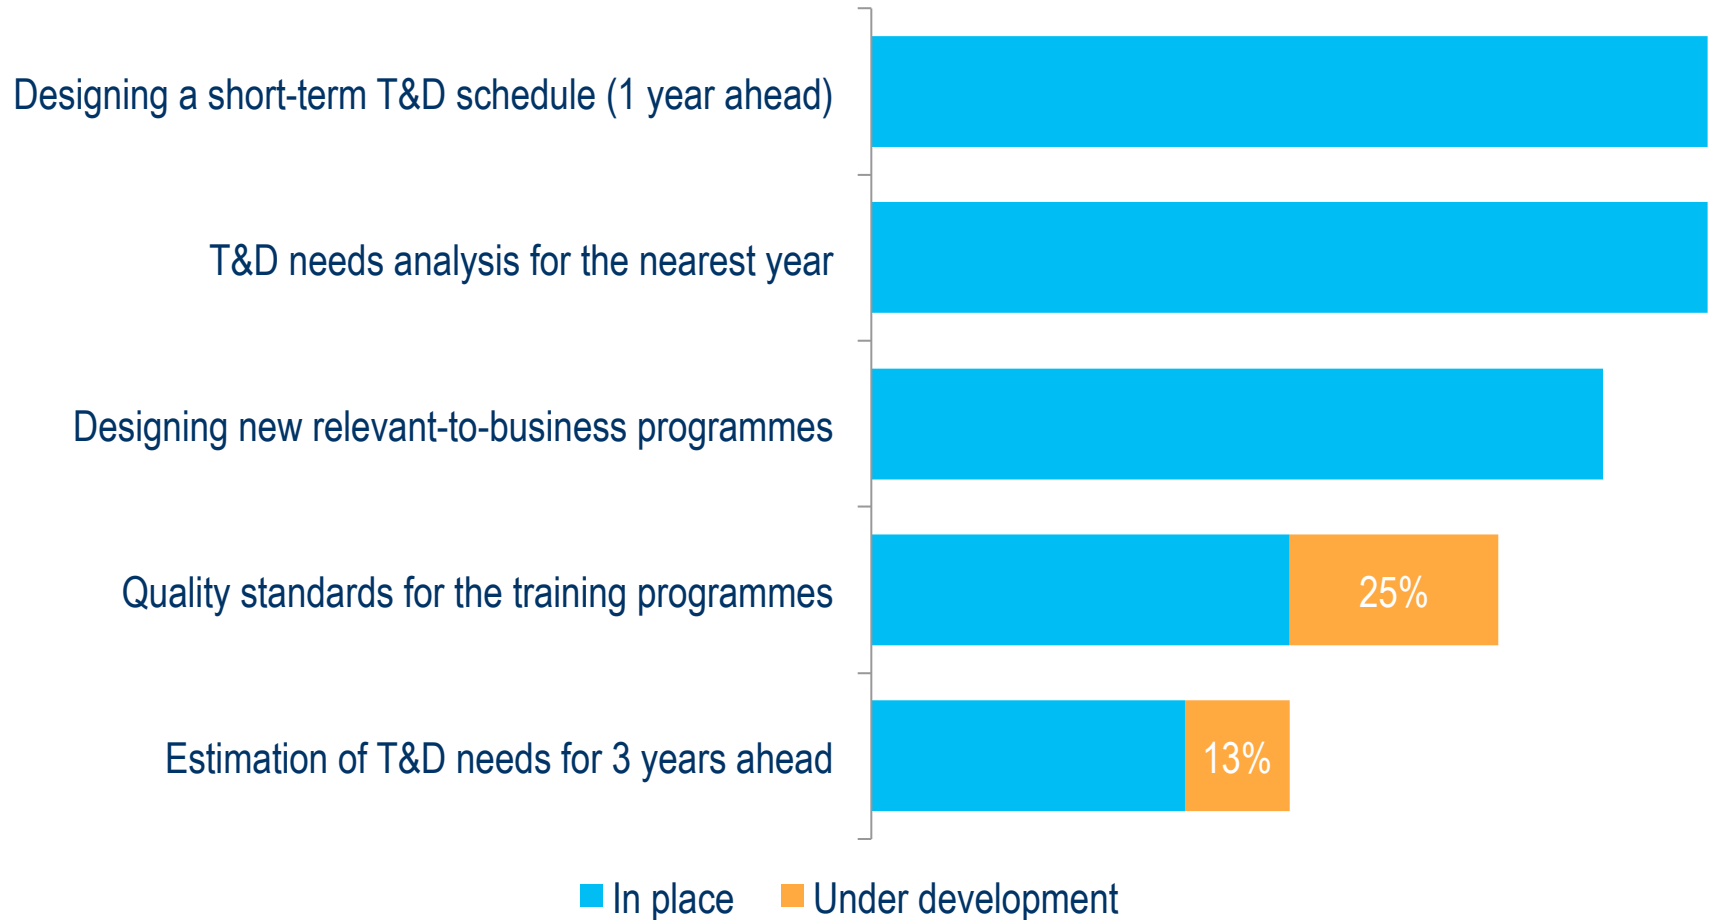 Designing a short-term T&D schedule (1 year ahead)
T&D needs analysis for the nearest year
Designing new relevant-to-business programmes
Quality standards for the training programmes
25%
Estimation of T&D needs for 3 years ahead
13%
In place
Under development